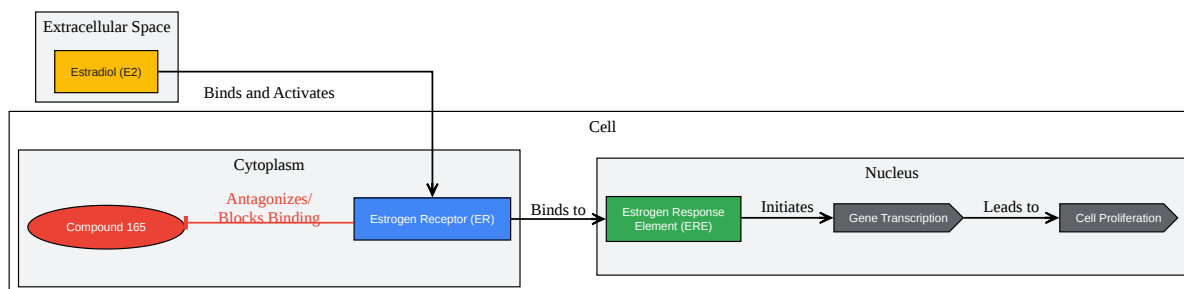 Extracellular Space
Estradiol (E2)
Binds and Activates
Cell
Cytoplasm
Nucleus
Compound 165
Antagonizes/
Blocks Binding
Estrogen Receptor (ER)
Binds to
Estrogen Response
Element (ERE)
Initiates
Gene Transcription
Leads to
Cell Proliferation